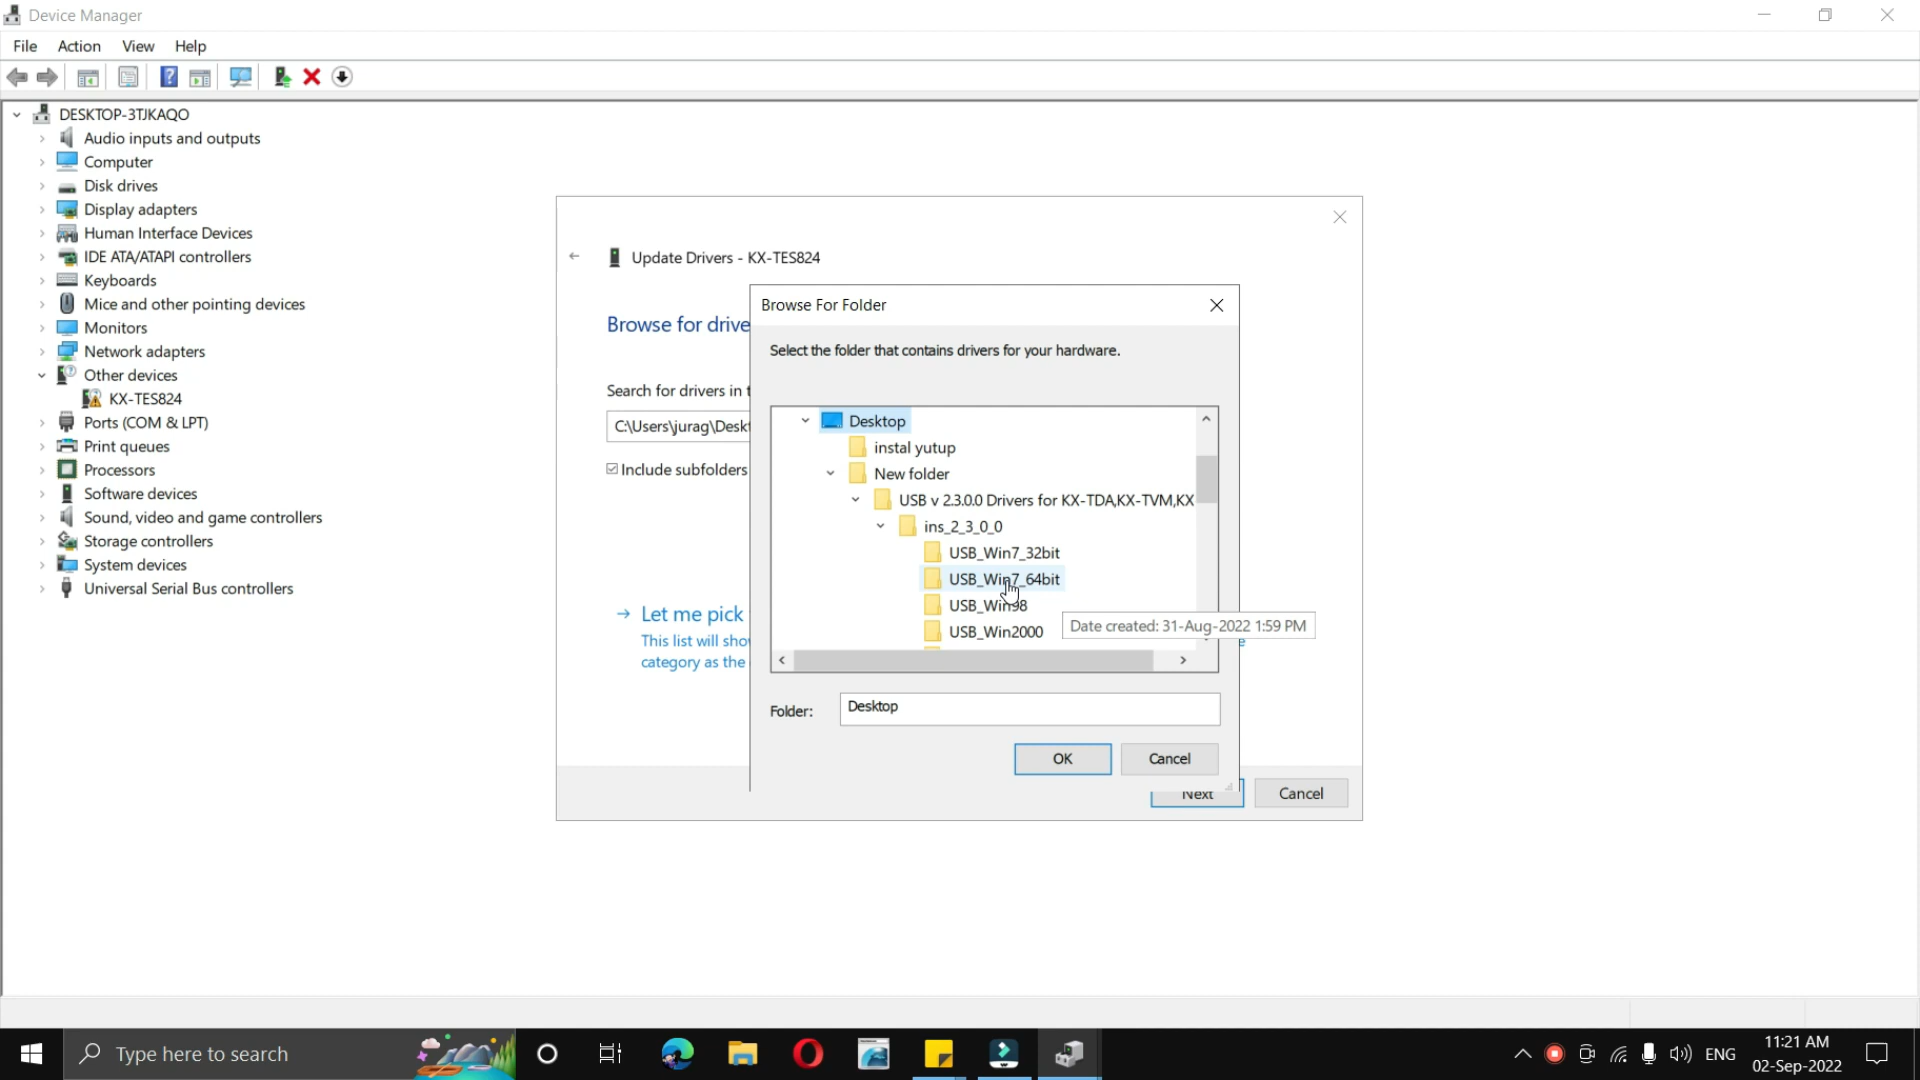 Device Manager
File Action View Help
DESKTOP-3TJKAQO
Audio inputs and outputs
Computer
Disk drives
Display adapters
Human Interface Devices
IDE ATA/ATAPI controllers
Keyboards
Mice and other pointing devices
Monitors
Network adapters
Other devices
KX-TES824
Ports (COM & LPT)
Print queues
Processors
Software devices
Sound, video and game controllers
Storage controllers
System devices
Universal Serial Bus controllers
Update Drivers - KX-TES824
Browse for drive
Search for drivers in t
C:\Users\jurag\Deskt
Include subfolders
Let me pick
This list will sho
category as the
Next Cancel
Browse For Folder
Select the folder that contains drivers for your hardware.
Desktop
instal yutup
New folder
USB v 2.3.0.0 Drivers for KX-TDA,KX-TVM,KX
ins_2_3_0_0
USB_Win7_32bit
USB_Win7_64bit
USB_Win98
USB_Win2000
Date created: 31-Aug-2022 1:59 PM
Folder: Desktop
OK Cancel
Type here to search
ENG
11:21 AM
02-Sep-2022